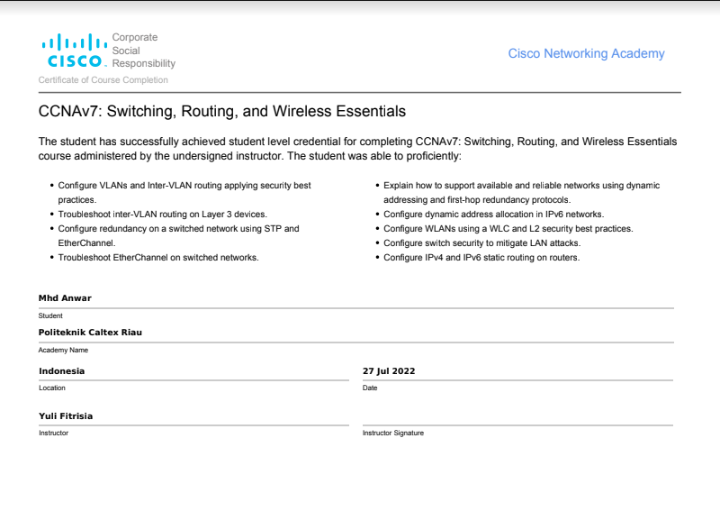 Corporate
Social
Responsibility
CISCO
Cisco Networking Academy
Certificate of Course Completion
CCNAv7: Switching, Routing, and Wireless Essentials
The student has successfully achieved student level credential for completing CCNAv7: Switching, Routing, and Wireless Essentials
course administered by the undersigned instructor. The student was able to proficiently:
• Configure VLANs and Inter-VLAN routing applying security best
practices.
• Troubleshoot inter-VLAN routing on Layer 3 devices.
• Configure redundancy on a switched network using STP and
EtherChannel.
• Troubleshoot EtherChannel on switched networks.
• Explain how to support available and reliable networks using dynamic
addressing and first-hop redundancy protocols.
• Configure dynamic address allocation in IPv6 networks.
• Configure WLANs using a WLC and L2 security best practices.
• Configure switch security to mitigate LAN attacks.
• Configure IPv4 and IPv6 static routing on routers.
Mhd Anwar
Student
Politeknik Caltex Riau
Academy Name
Indonesia
Location
27 Jul 2022
Date
Yuli Fitrisia
Instructor
Instructor Signature